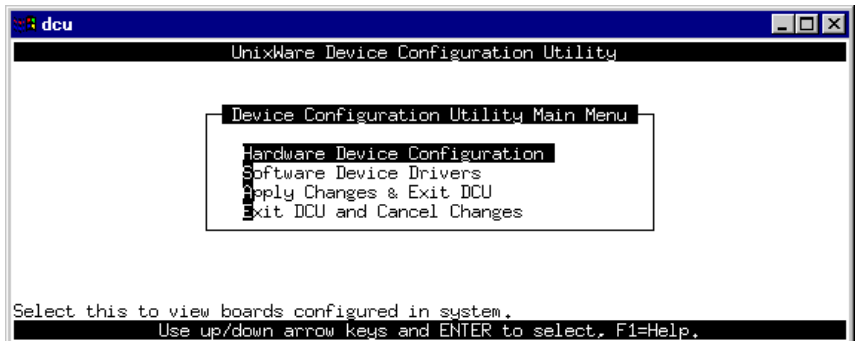 dcu
UnixWare Device Configuration Utility
Device Configuration Utility Main Menu
Hardware Device Configuration
Software Device Drivers
Apply Changes & Exit DCU
Exit DCU and Cancel Changes
Select this to view boards configured in system.
Use up/down arrow keys and ENTER to select, F1=Help.